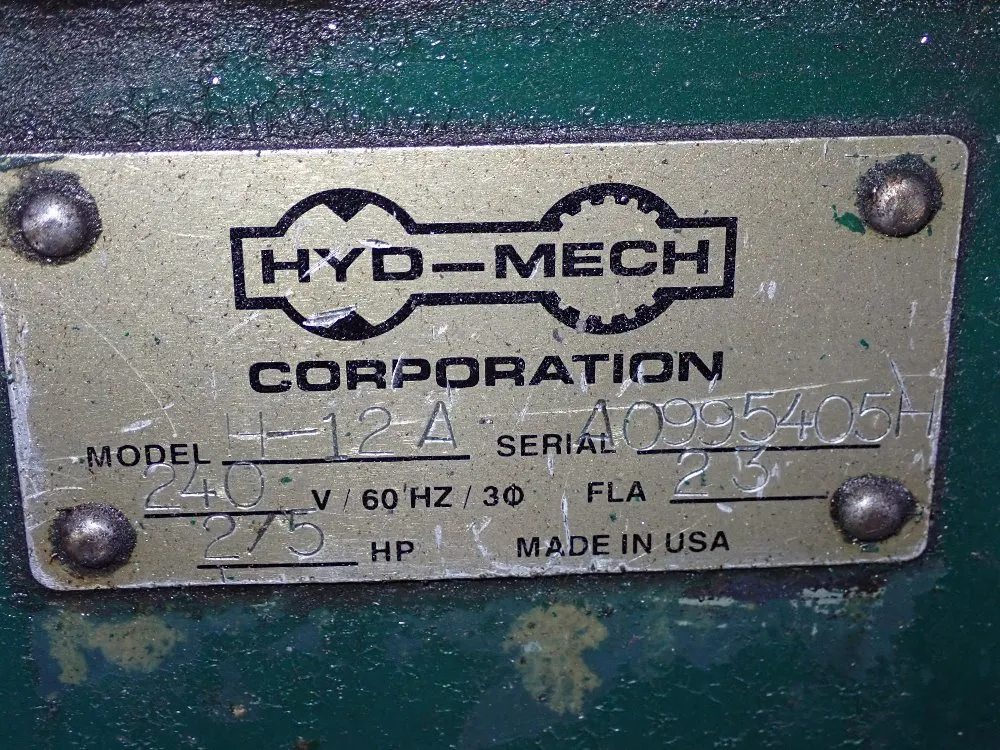 HYD-MECH
CORPORATION
MODEL H-12A SERIAL A0995405H
240 V / 60 HZ / 3Φ FLA 23
2/5 HP MADE IN USA